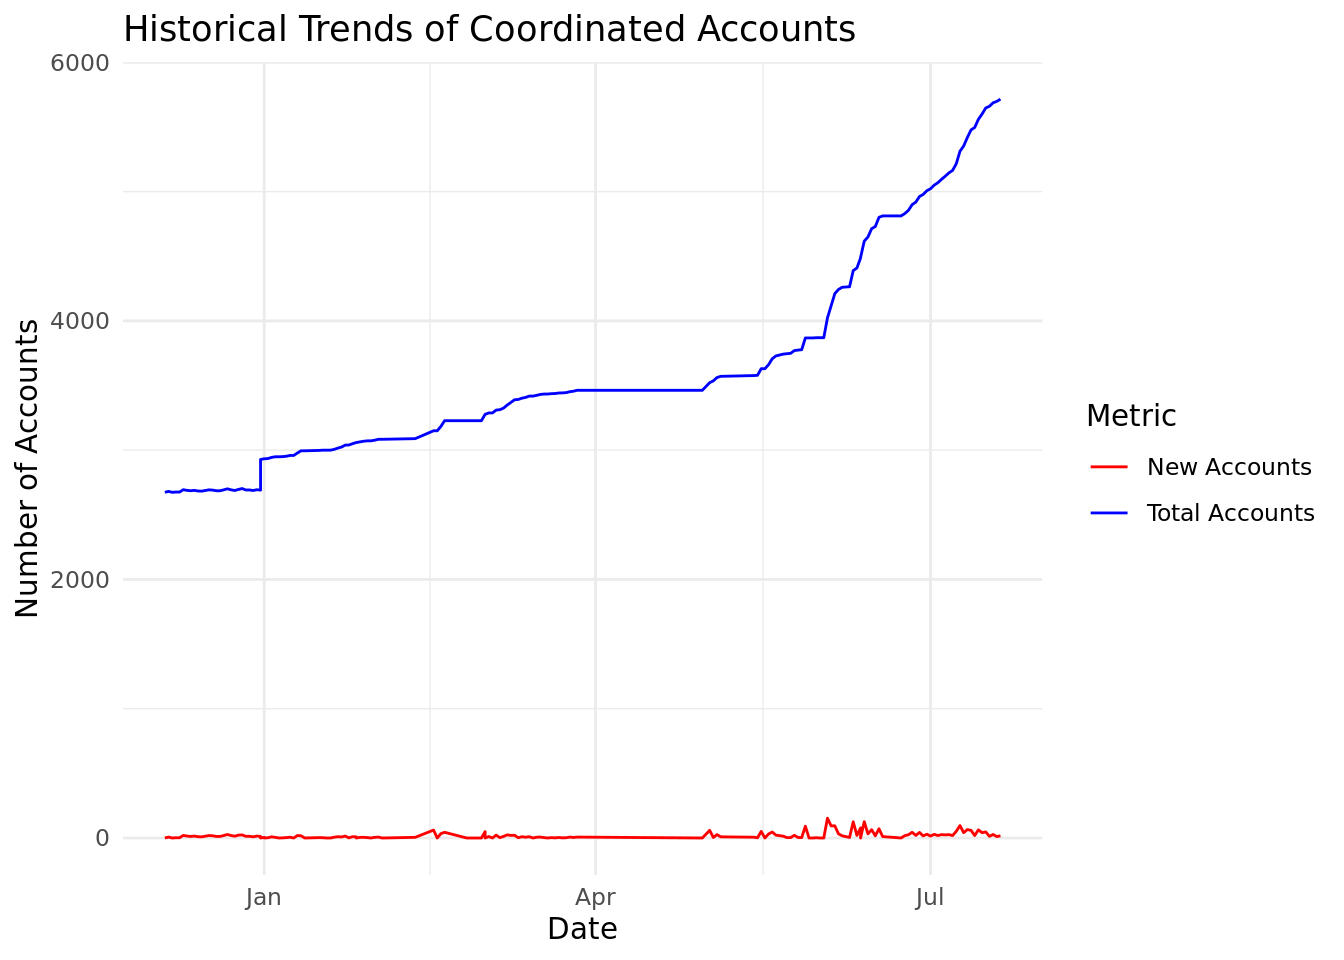 Historical Trends of Coordinated Accounts
6000
4000
2000
0
Number of Accounts
Jan
Apr
Jul
Date
Metric
New Accounts
Total Accounts